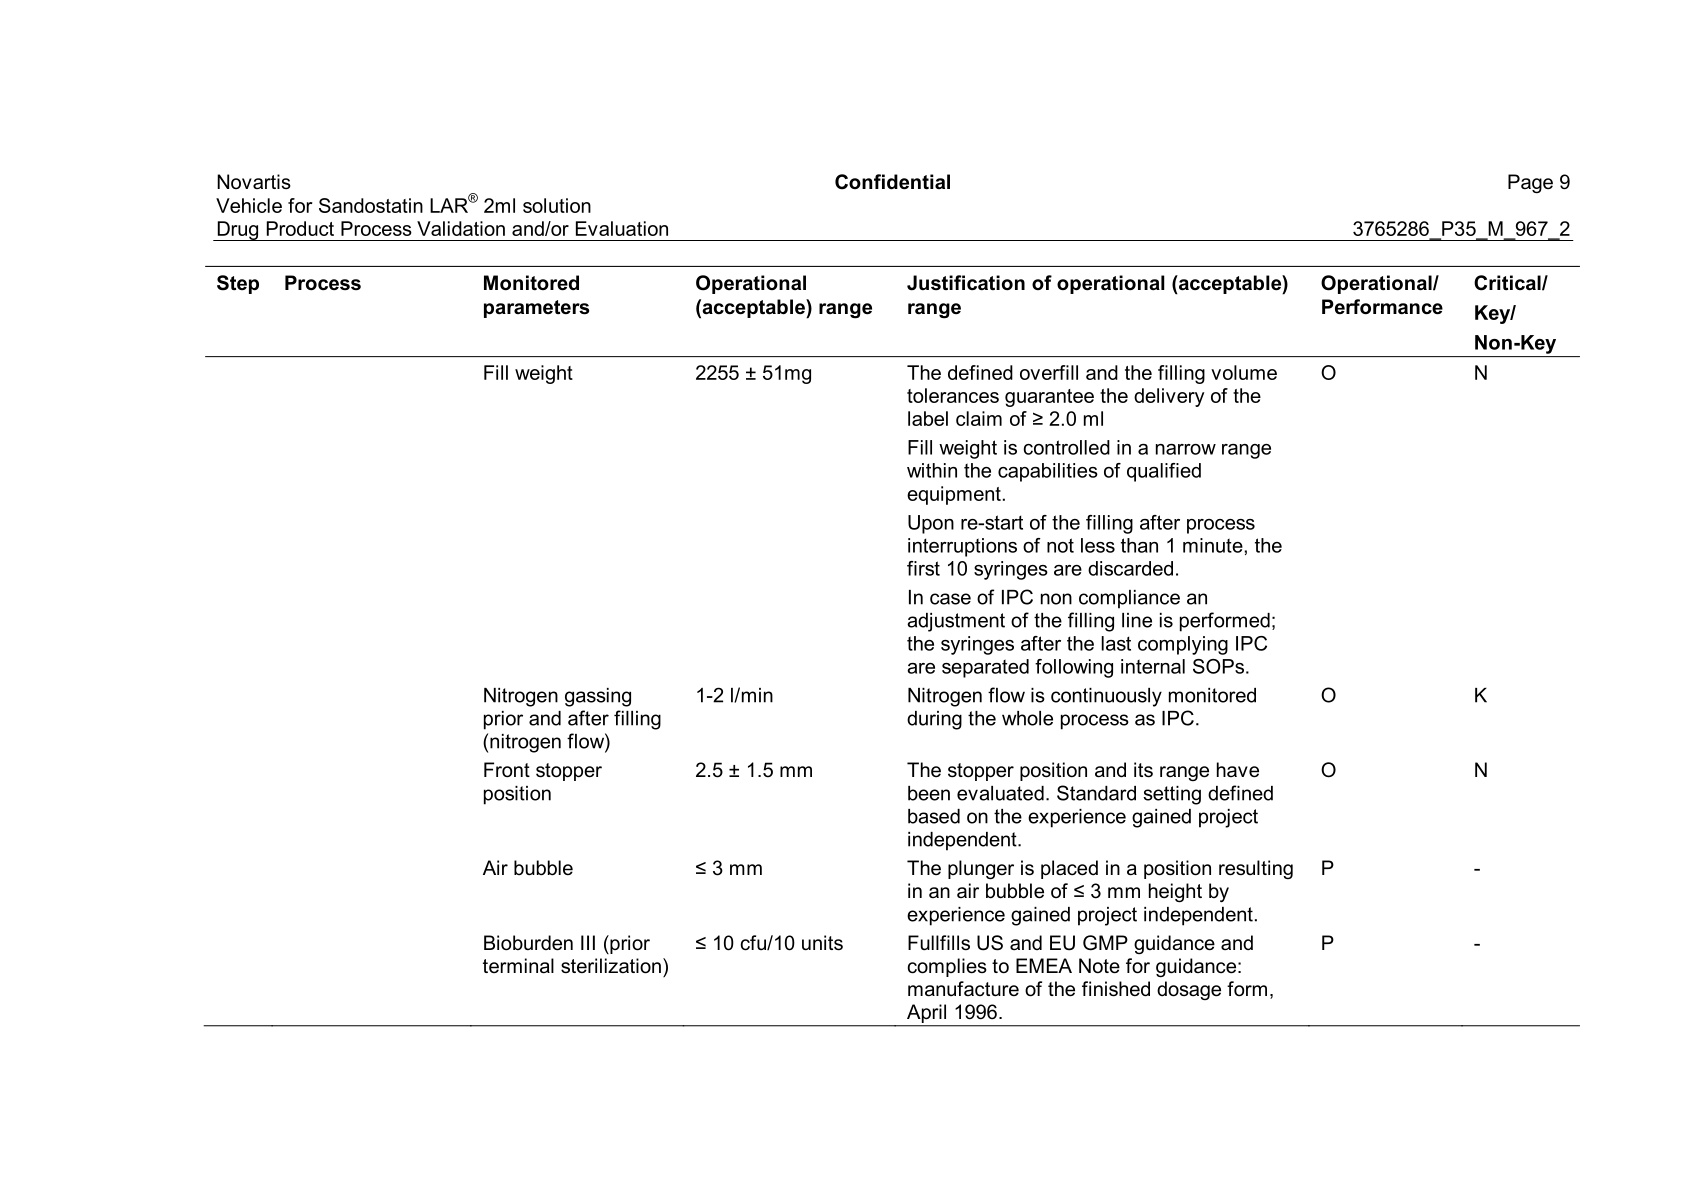 Novartis Confidential Page 9
Vehicle for Sandostatin LAR® 2ml solution
Drug Product Process Validation and/or Evaluation 3765286_P35_M_967_2
Step Process Monitored parameters Operational (acceptable) range Justification of operational (acceptable) range Operational/ Performance Critical/ Key/ Non-Key
Fill weight 2255 ± 51mg The defined overfill and the filling volume O N
tolerances guarantee the delivery of the
label claim of ≥ 2.0 ml
Fill weight is controlled in a narrow range
within the capabilities of qualified
equipment.
Upon re-start of the filling after process
interruptions of not less than 1 minute, the
first 10 syringes are discarded.
In case of IPC non compliance an
adjustment of the filling line is performed;
the syringes after the last complying IPC
are separated following internal SOPs.
Nitrogen gassing 1-2 l/min Nitrogen flow is continuously monitored O K
prior and after filling during the whole process as IPC.
(nitrogen flow)
Front stopper 2.5 ± 1.5 mm The stopper position and its range have O N
position been evaluated. Standard setting defined
based on the experience gained project
independent.
Air bubble ≤ 3 mm The plunger is placed in a position resulting P -
in an air bubble of ≤ 3 mm height by
experience gained project independent.
Bioburden III (prior ≤ 10 cfu/10 units Fullfills US and EU GMP guidance and P -
terminal sterilization) complies to EMEA Note for guidance:
manufacture of the finished dosage form,
April 1996.